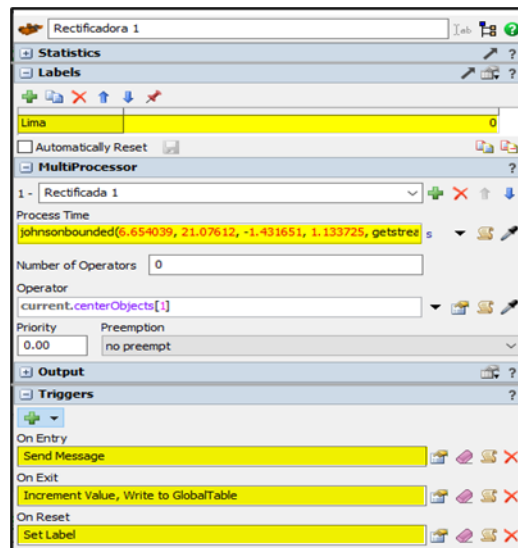 Rectificadora 1
Statistics
?
Labels
?
Lima 0
Automatically Reset
MultiProcessor
?
1 - Rectificada 1
Process Time
johnsonbounded(6.654039, 21.07612, -1.431651, 1.133725, getstrea s
Number of Operators 0
Operator
current.centerObjects[1]
Priority Preemption
0.00 no preempt
Output
?
Triggers
?
On Entry
Send Message
On Exit
Increment Value, Write to GlobalTable
On Reset
Set Label